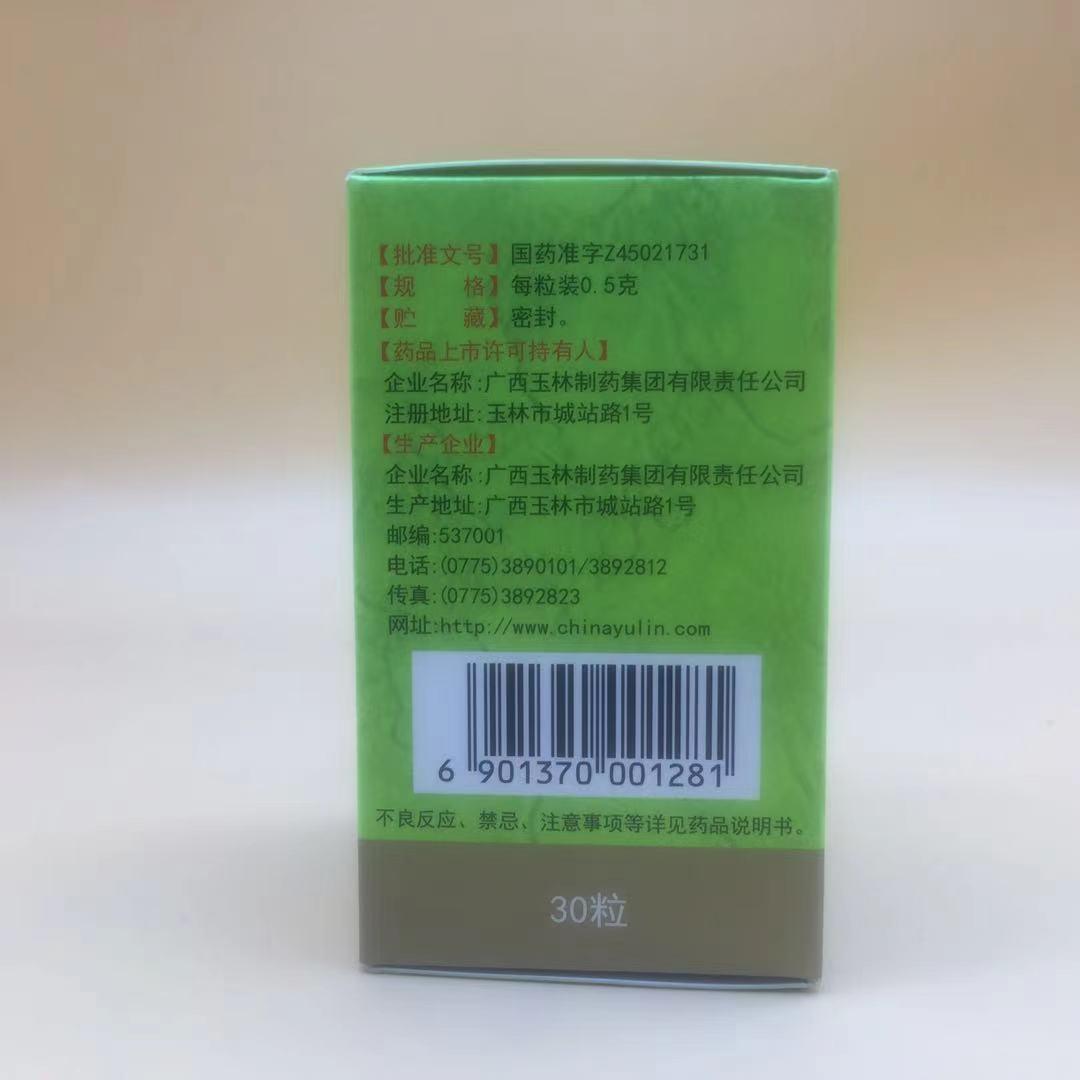 【批准文号】国药准字Z45021731
【规　　格】每粒装0.5克
【贮　　藏】密封。
【药品上市许可持有人】
企业名称:广西玉林制药集团有限责任公司
注册地址:玉林市城站路1号
【生产企业】
企业名称:广西玉林制药集团有限责任公司
生产地址:广西玉林市城站路1号
邮编:537001
电话:(0775)3890101/3892812
传真:(0775)3892823
网址:http://www.chinayulin.com
6 901370 001281
不良反应、禁忌、注意事项等详见药品说明书。
30粒